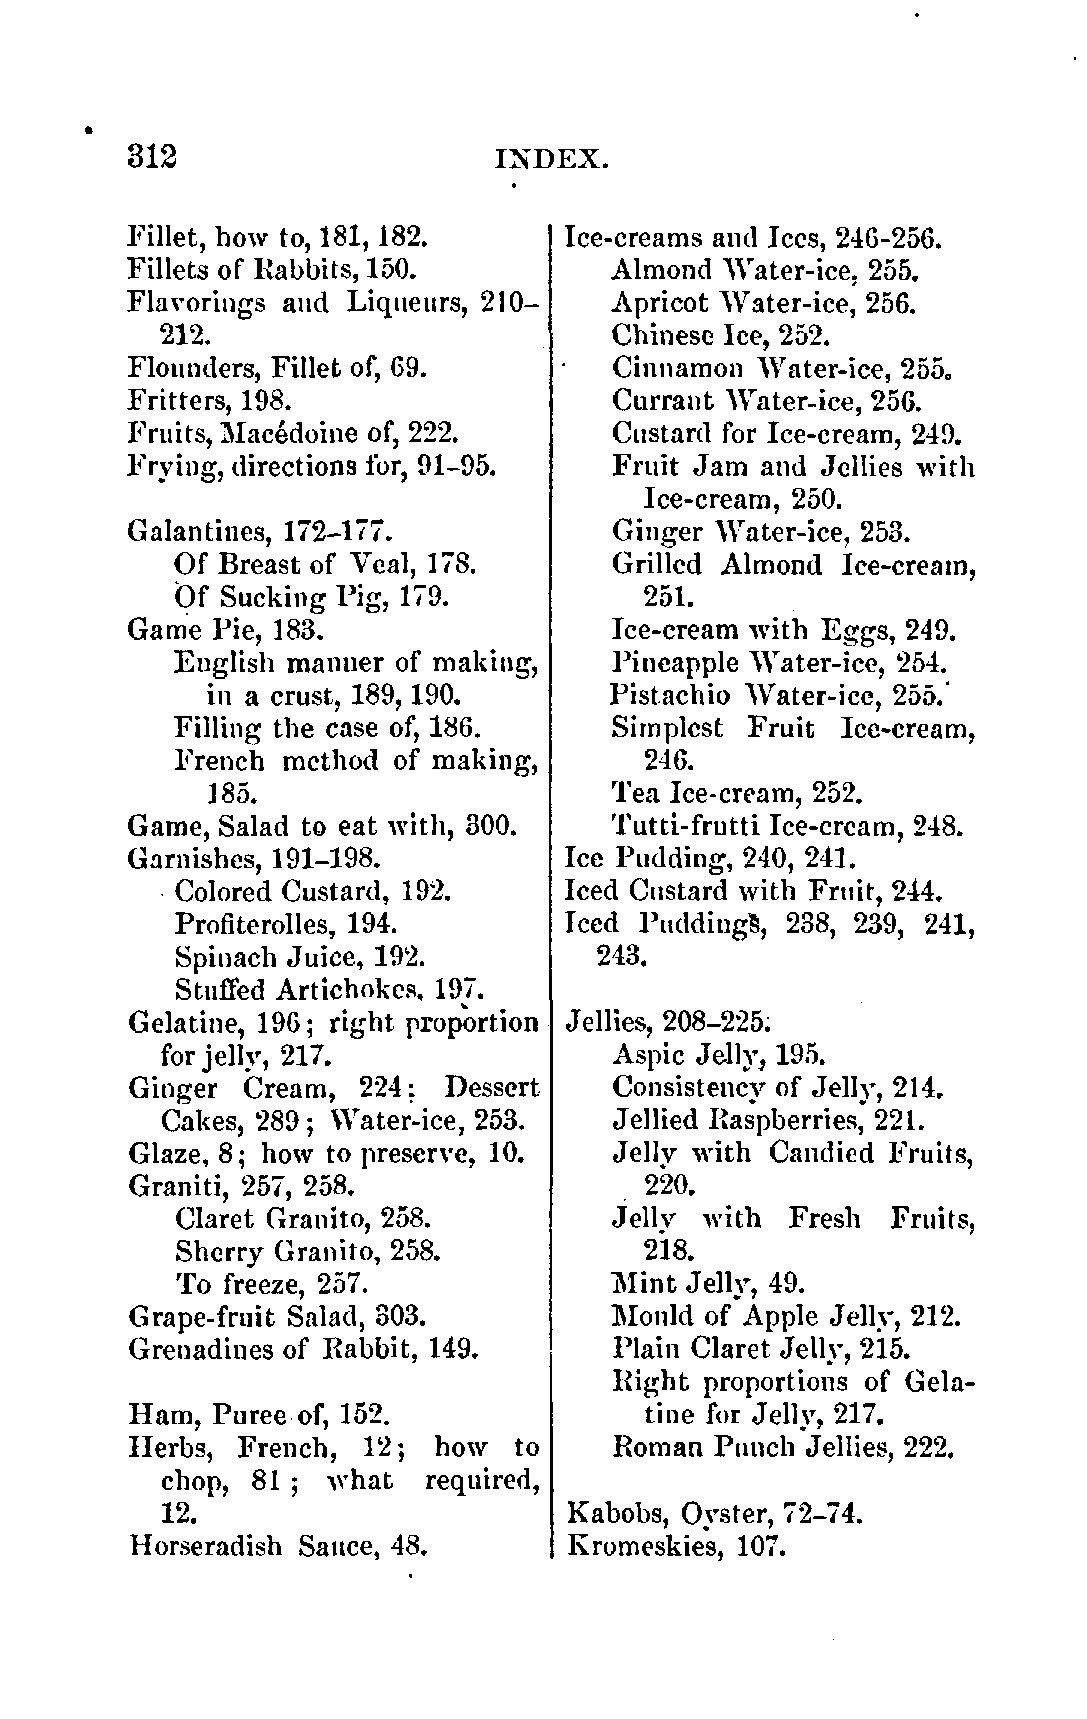 312 INDEX.
Fillet, how to, 181, 182.
Fillets of Rabbits, 150.
Flavorings and Liqueurs, 210–
212.
Flounders, Fillet of, 69.
Fritters, 198.
Fruits, Macédoine of, 222.
Frying, directions for, 91–95.
Galantines, 172–177.
Of Breast of Veal, 178.
Of Sucking Pig, 179.
Game Pie, 183.
English manner of making,
in a crust, 189, 190.
Filling the case of, 186.
French method of making,
185.
Game, Salad to eat with, 300.
Garnishes, 191–198.
Colored Custard, 192.
Profiterolles, 194.
Spinach Juice, 192.
Stuffed Artichokes, 197.
Gelatine, 196; right proportion
for jelly, 217.
Ginger Cream, 224; Dessert
Cakes, 289; Water-ice, 253.
Glaze, 8; how to preserve, 10.
Graniti, 257, 258.
Claret Granito, 258.
Sherry Granito, 258.
To freeze, 257.
Grape-fruit Salad, 303.
Grenadines of Rabbit, 149.
Ham, Puree of, 152.
Herbs, French, 12; how to
chop, 81; what required,
12.
Horseradish Sauce, 48.
Ice-creams and Ices, 246-256.
Almond Water-ice, 255.
Apricot Water-ice, 256.
Chinese Ice, 252.
Cinnamon Water-ice, 255.
Currant Water-ice, 256.
Custard for Ice-cream, 249.
Fruit Jam and Jellies with
Ice-cream, 250.
Ginger Water-ice, 253.
Grilled Almond Ice-cream,
251.
Ice-cream with Eggs, 249.
Pineapple Water-ice, 254.
Pistachio Water-ice, 255.
Simplest Fruit Ice-cream,
246.
Tea Ice-cream, 252.
Tutti-frutti Ice-cream, 248.
Ice Pudding, 240, 241.
Iced Custard with Fruit, 244.
Iced Puddings, 238, 239, 241,
243.
Jellies, 208–225.
Aspic Jelly, 195.
Consistency of Jelly, 214.
Jellied Raspberries, 221.
Jelly with Candied Fruits,
220.
Jelly with Fresh Fruits,
218.
Mint Jelly, 49.
Mould of Apple Jelly, 212.
Plain Claret Jelly, 215.
Right proportions of Gela-
tine for Jelly, 217.
Roman Punch Jellies, 222.
Kabobs, Oyster, 72–74.
Kromeskies, 107.